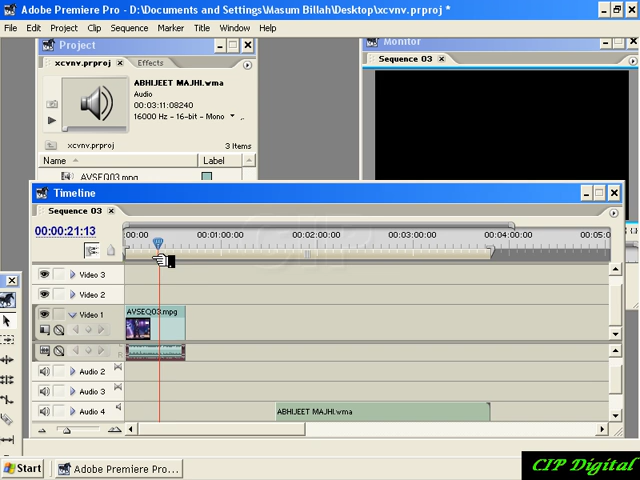 Adobe Premiere Pro - D:\Documents and Settings\Masum Billah\Desktop\xcvnv.prproj *
File Edit Project Clip Sequence Marker Title Window Help
Project
xcvnv.prproj Effects
ABHIJEET MAJHI.wma
Audio
00:03:11:08240
16000 Hz - 16-bit - Mono
xcvnv.prproj 3 Items
Name Label
AVSEQ03.mpg
Monitor
Sequence 03
Timeline
Sequence 03
00:00:21:13
00:00 00:01:00:00 00:02:00:00 00:03:00:00 00:04:00:00 00:05:0
CIP
Video 3
Video 2
Video 1
AVSEQ03.mpg
Audio 2
Audio 3
Audio 4
ABHIJEET MAJHI.wma
Start
Adobe Premiere Pro...
CIP Digital